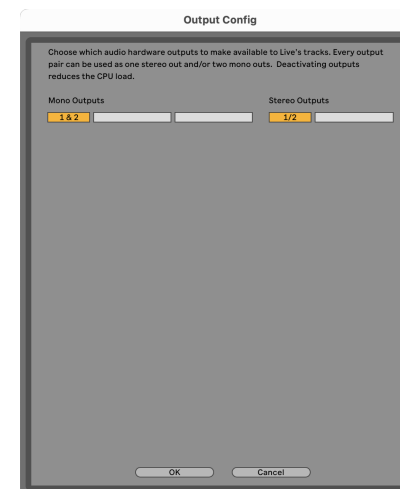 Output Config
Choose which audio hardware outputs to make available to Live's tracks. Every output
pair can be used as one stereo out and/or two mono outs. Deactivating outputs
reduces the CPU load.
Mono Outputs Stereo Outputs
1 & 2 1/2
OK Cancel